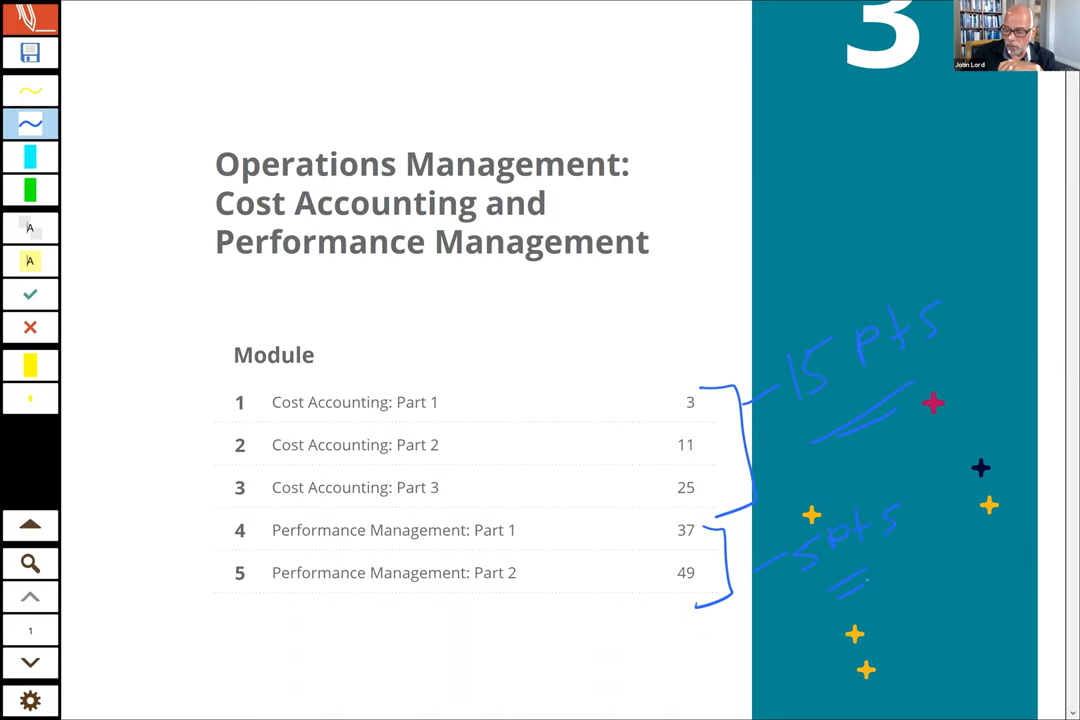 3
John Lord
Operations Management:
Cost Accounting and
Performance Management
Module
1 Cost Accounting: Part 1 3
2 Cost Accounting: Part 2 11
3 Cost Accounting: Part 3 25
4 Performance Management: Part 1 37
5 Performance Management: Part 2 49
15 pts
5 pts
A
A
1